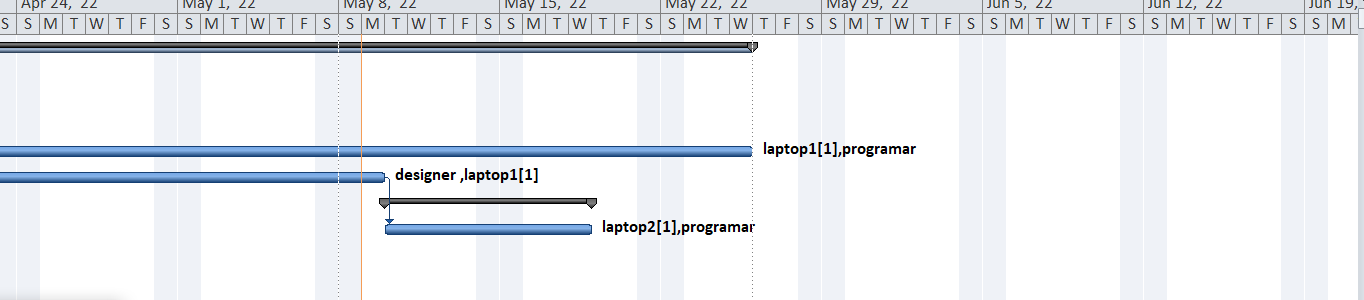 Apr 24, '22 May 1, '22 May 8, '22 May 15, '22 May 22, '22 May 29, '22 Jun 5, '22 Jun 12, '22 Jun 19,
S S M T W T F S S M T W T F S S M T W T F S S M T W T F S S M T W T F S S M T W T F S S M T W T F S S M T W T F S S M
laptop1[1],programar
designer ,laptop1[1]
laptop2[1],programar